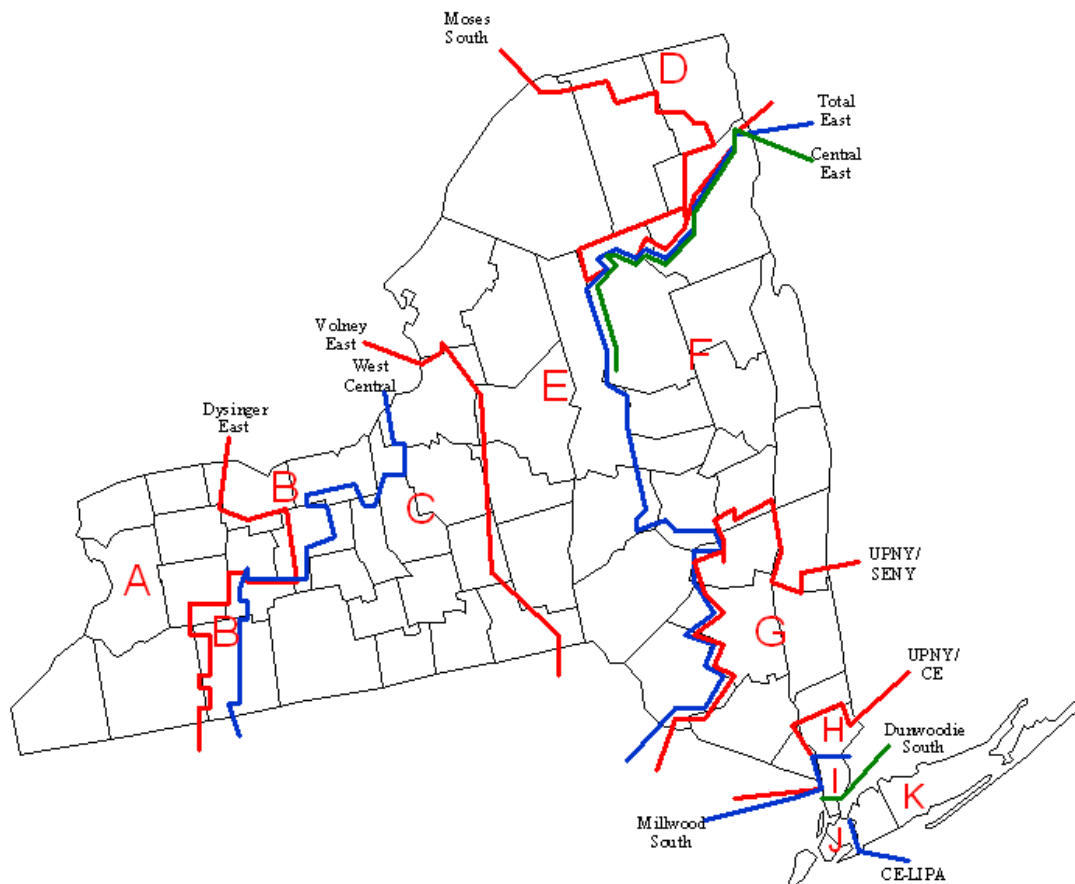 Moses
South
D
Total
East
Central
East
Volney
East
West
Central
F
E
Dysinger
East
B
C
UPNY/
SENY
A
B
G
UPNY/
CE
H
Dunwoodie
South
I
K
Millwood
South
J
CE-LIPA